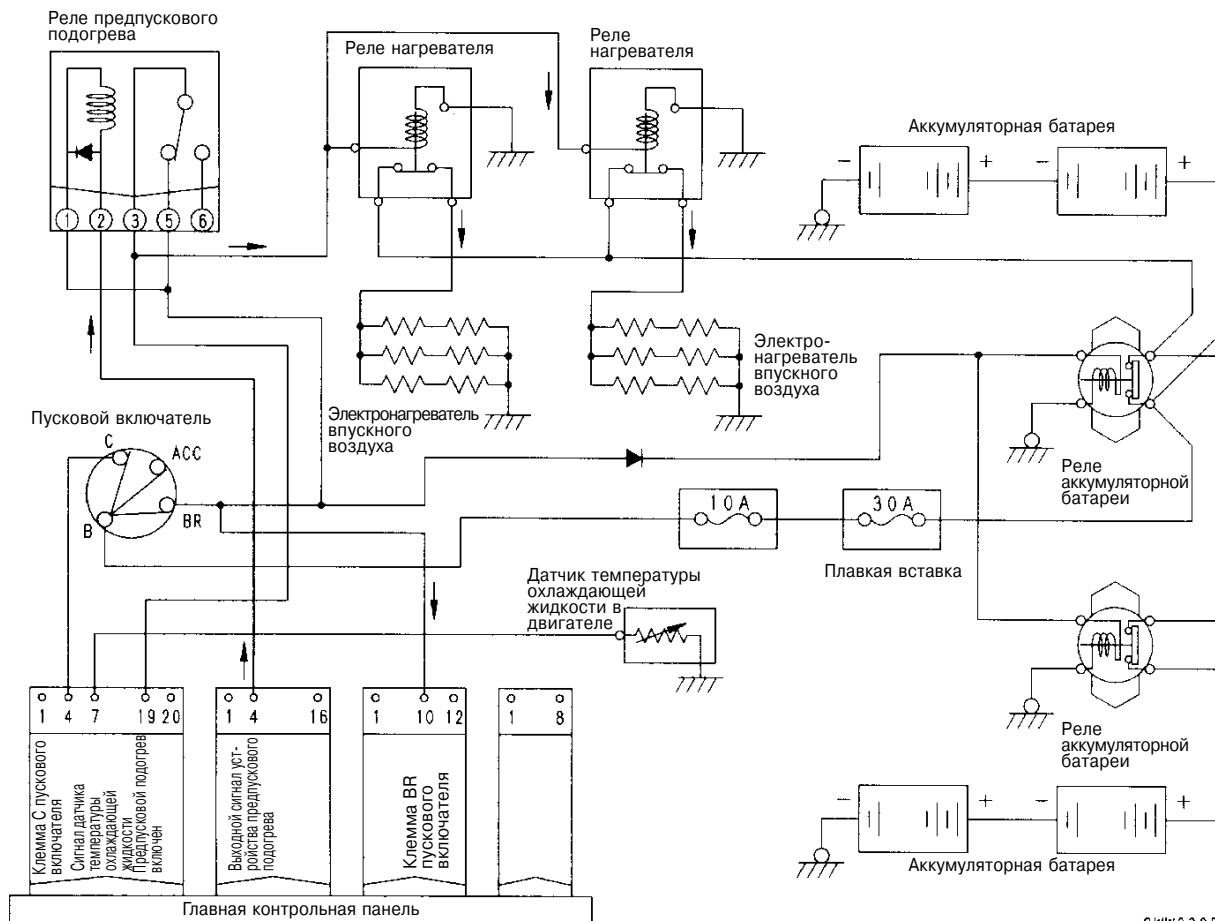 Реле предпускового
подогрева
Реле нагревателя
Реле
нагревателя
Аккумуляторная батарея
- + - +
1 2 3 5 6
Электро-
нагреватель
впускного
воздуха
Электронагреватель
впускного
воздуха
Пусковой включатель
C
ACC
B
BR
10A
30A
Плавкая вставка
Реле
аккумуляторной
батареи
Датчик температуры
охлаждающей
жидкости в
двигателе
1 4 7 19 20
1 4 16
1 10 12
1 8
Клемма C пускового
включателя
Сигнал датчика
температуры
охлаждающей
жидкости
Предпусковой подогрев
включен
Выходной сигнал уст-
ройства предпускового
подогрева
Клемма BR
пускового
включателя
Реле
аккумуляторной
батареи
- + - +
Аккумуляторная батарея
Главная контрольная панель